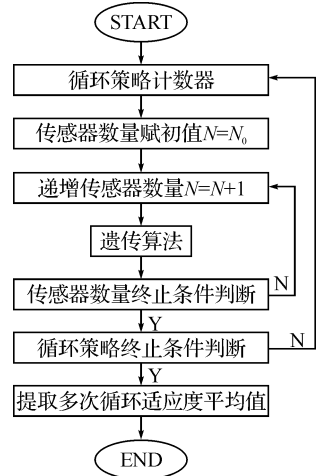 START
循环策略计数器
传感器数量赋初值N=N₀
递增传感器数量N=N+1
遗传算法
传感器数量终止条件判断
N
Y
循环策略终止条件判断
N
Y
提取多次循环适应度平均值
END